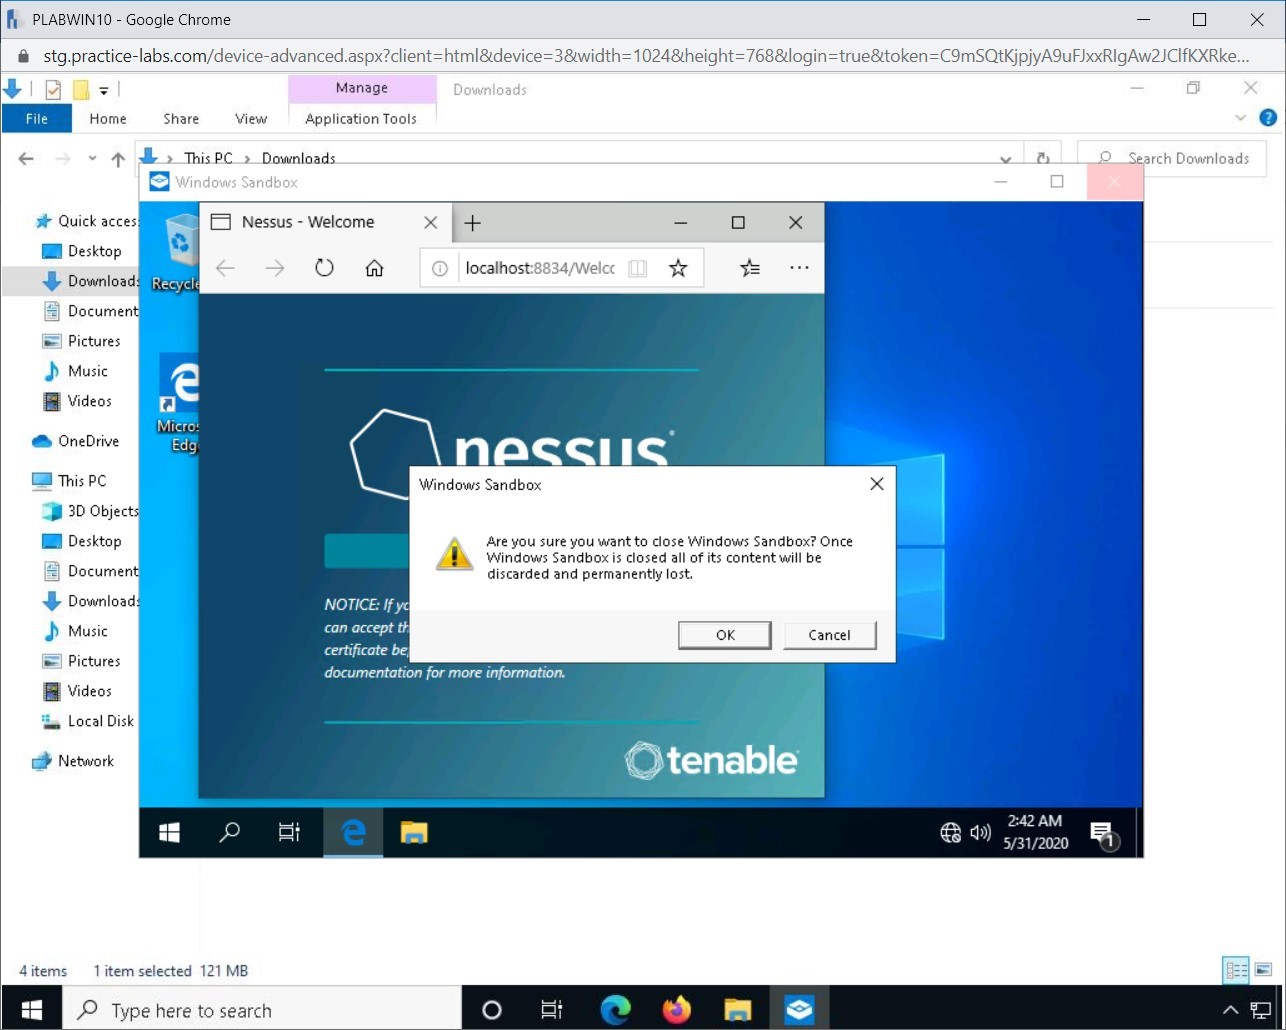 PLABWIN10 - Google Chrome
stg.practice-labs.com/device-advanced.aspx?client=html&device=3&width=1024&height=768&login=true&token=C9mSQtKjpjyA9uFJxxRIgAw2JClfKXRke...
Manage
Downloads
File
Home
Share
View
Application Tools
This PC
Downloads
Search Downloads
Windows Sandbox
Quick acces
Desktop
Downloads
Document
Pictures
Music
Videos
OneDrive
This PC
3D Objects
Desktop
Document
Downloads
Music
Pictures
Videos
Local Disk
Network
Recycle
Micros
Edg
Nessus - Welcome
localhost:8834/Welcc
nessus
NOTICE: If yo
can accept th
certificate be
documentation for more information.
tenable
Windows Sandbox
Are you sure you want to close Windows Sandbox? Once
Windows Sandbox is closed all of its content will be
discarded and permanently lost.
OK
Cancel
2:42 AM
5/31/2020
1
4 items
1 item selected 121 MB
Type here to search